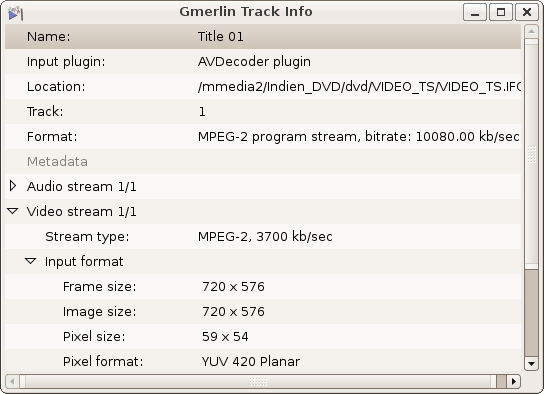 Gmerlin Track Info
Name: Title 01
Input plugin: AVDecoder plugin
Location: /mmedia2/Indien_DVD/dvd/VIDEO_TS/VIDEO_TS.IFO
Track: 1
Format: MPEG-2 program stream, bitrate: 10080.00 kb/sec
Metadata
Audio stream 1/1
Video stream 1/1
Stream type: MPEG-2, 3700 kb/sec
Input format
Frame size: 720 x 576
Image size: 720 x 576
Pixel size: 59 x 54
Pixel format: YUV 420 Planar